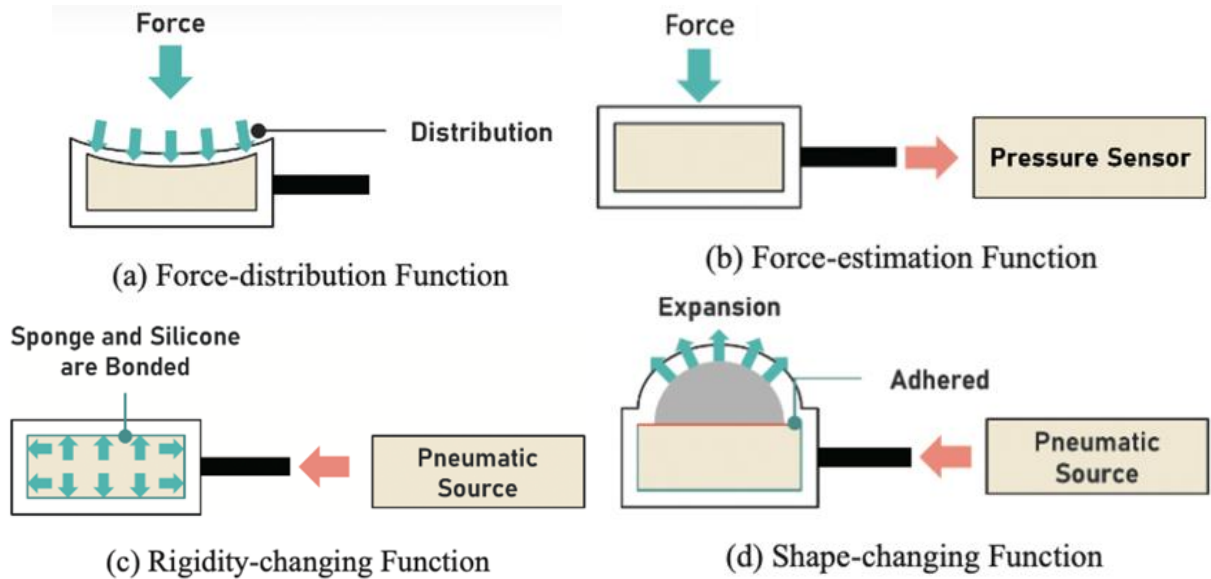 Force
Distribution
(a) Force-distribution Function
Force
Pressure Sensor
(b) Force-estimation Function
Sponge and Silicone
are Bonded
Pneumatic
Source
(c) Rigidity-changing Function
Expansion
Adhered
Pneumatic
Source
(d) Shape-changing Function